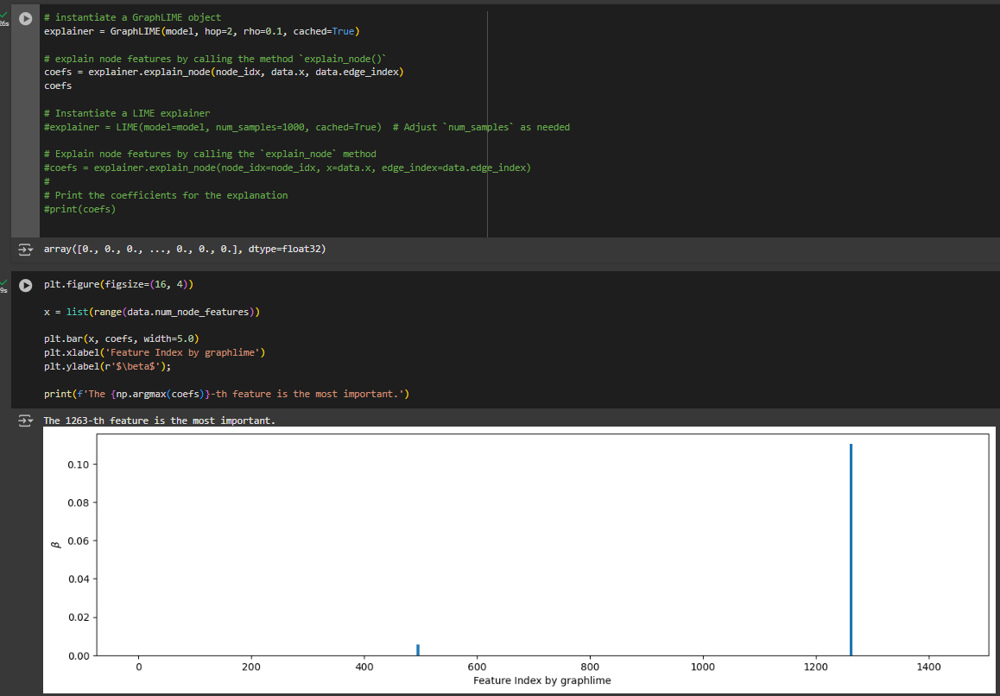 # instantiate a GraphLIME object
26s
explainer = GraphLIME(model, hop=2, rho=0.1, cached=True)
# explain node features by calling the method `explain_node()`
coefs = explainer.explain_node(node_idx, data.x, data.edge_index)
coefs
# Instantiate a LIME explainer
#explainer = LIME(model=model, num_samples=1000, cached=True)  # Adjust `num_samples` as needed
# Explain node features by calling the `explain_node` method
#coefs = explainer.explain_node(node_idx=node_idx, x=data.x, edge_index=data.edge_index)
#
# Print the coefficients for the explanation
#print(coefs)
array([0., 0., 0., ..., 0., 0., 0.], dtype=float32)
plt.figure(figsize=(16, 4))
9s
x = list(range(data.num_node_features))
plt.bar(x, coefs, width=5.0)
plt.xlabel('Feature Index by graphlime')
plt.ylabel(r'$\beta$');
print(f'The {np.argmax(coefs)}-th feature is the most important.')
The 1263-th feature is the most important.
0.10
0.08
0.06
0.04
0.02
0.00
β
0 200 400 600 800 1000 1200 1400
Feature Index by graphlime